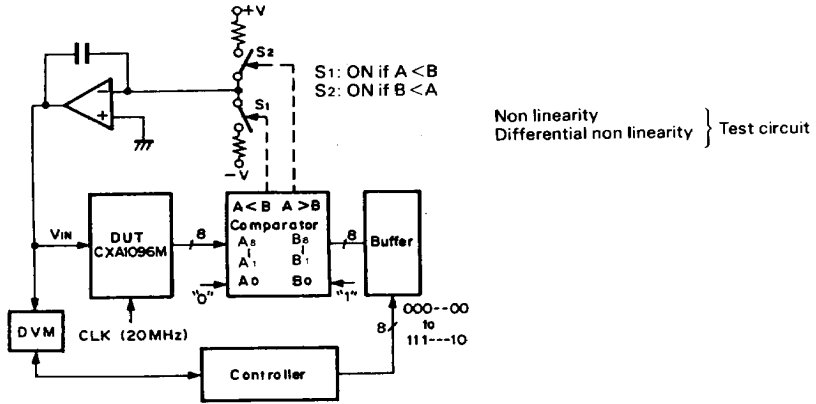 +V
S2
S1: ON if A<B
S2: ON if B<A
−
+
S1
−V
Non linearity
Differential non linearity } Test circuit
A<B A>B
Comparator
A8 B8
A1 B1
A0 B0
VIN
DUT
CXA1096M
8
8
Buffer
"0"
"1"
DVM
CLK (20MHz)
8
000--00
to
111---10
Controller